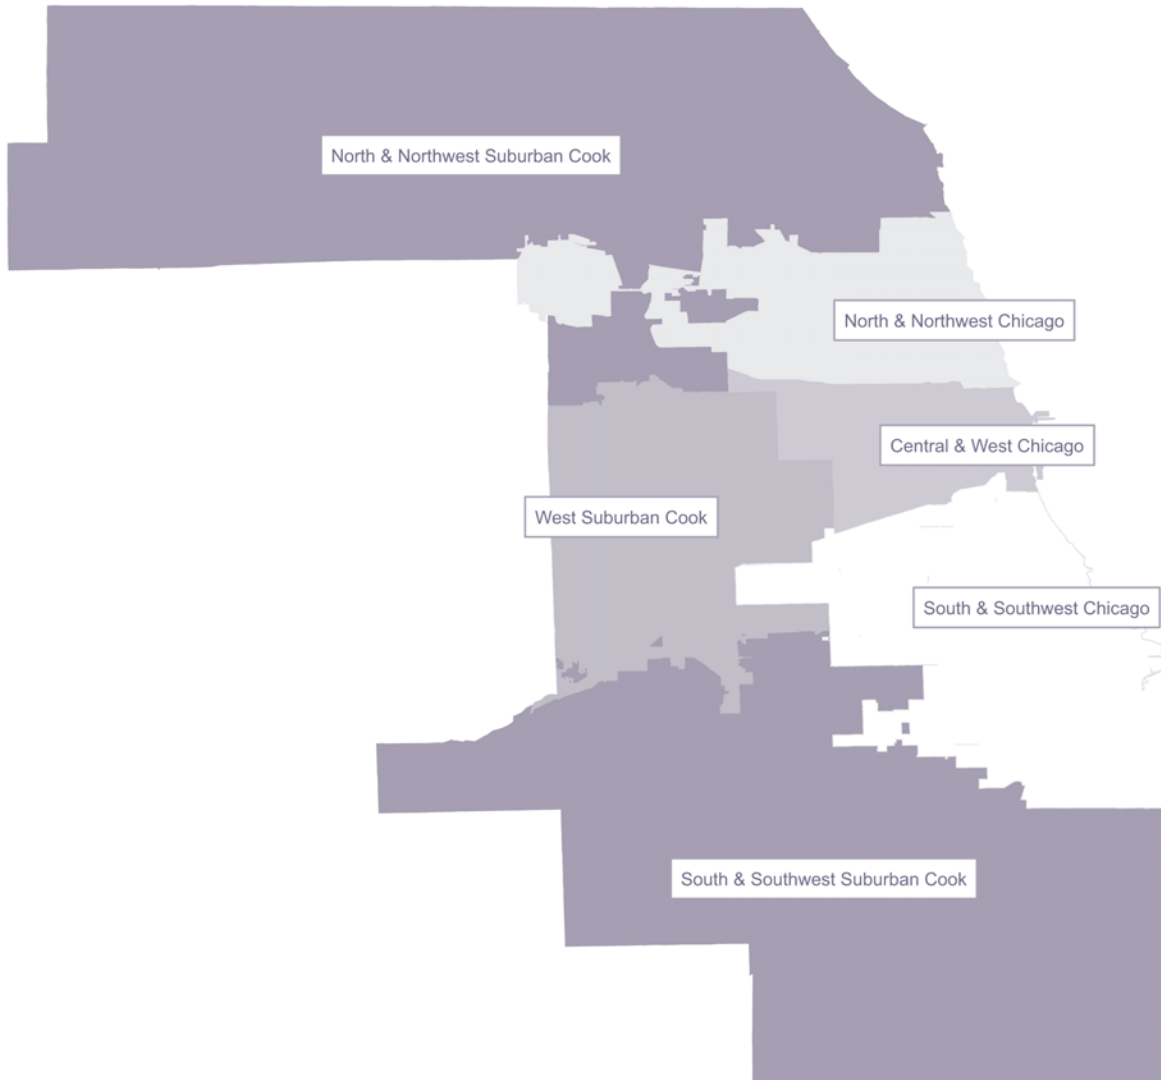 North & Northwest Suburban Cook
North & Northwest Chicago
Central & West Chicago
West Suburban Cook
South & Southwest Chicago
South & Southwest Suburban Cook